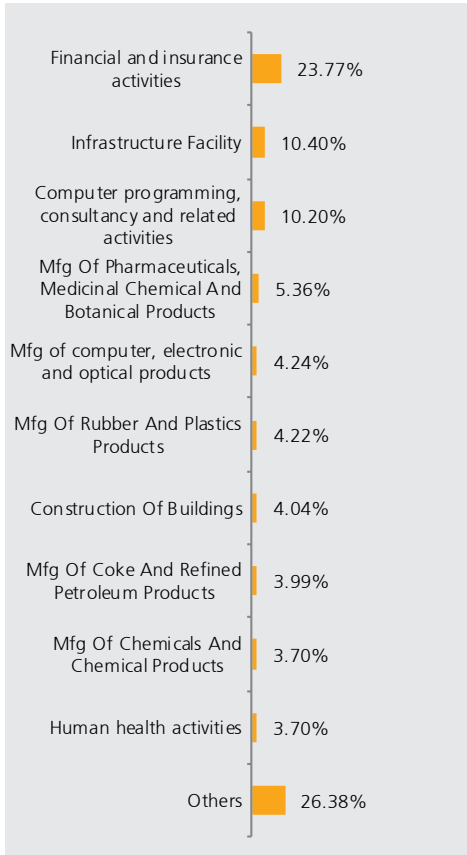 Financial and insurance
activities
23.77%
Infrastructure Facility
10.40%
Computer programming,
consultancy and related
activities
10.20%
Mfg Of Pharmaceuticals,
Medicinal Chemical And
Botanical Products
5.36%
Mfg of computer, electronic
and optical products
4.24%
Mfg Of Rubber And Plastics
Products
4.22%
Construction Of Buildings
4.04%
Mfg Of Coke And Refined
Petroleum Products
3.99%
Mfg Of Chemicals And
Chemical Products
3.70%
Human health activities
3.70%
Others
26.38%